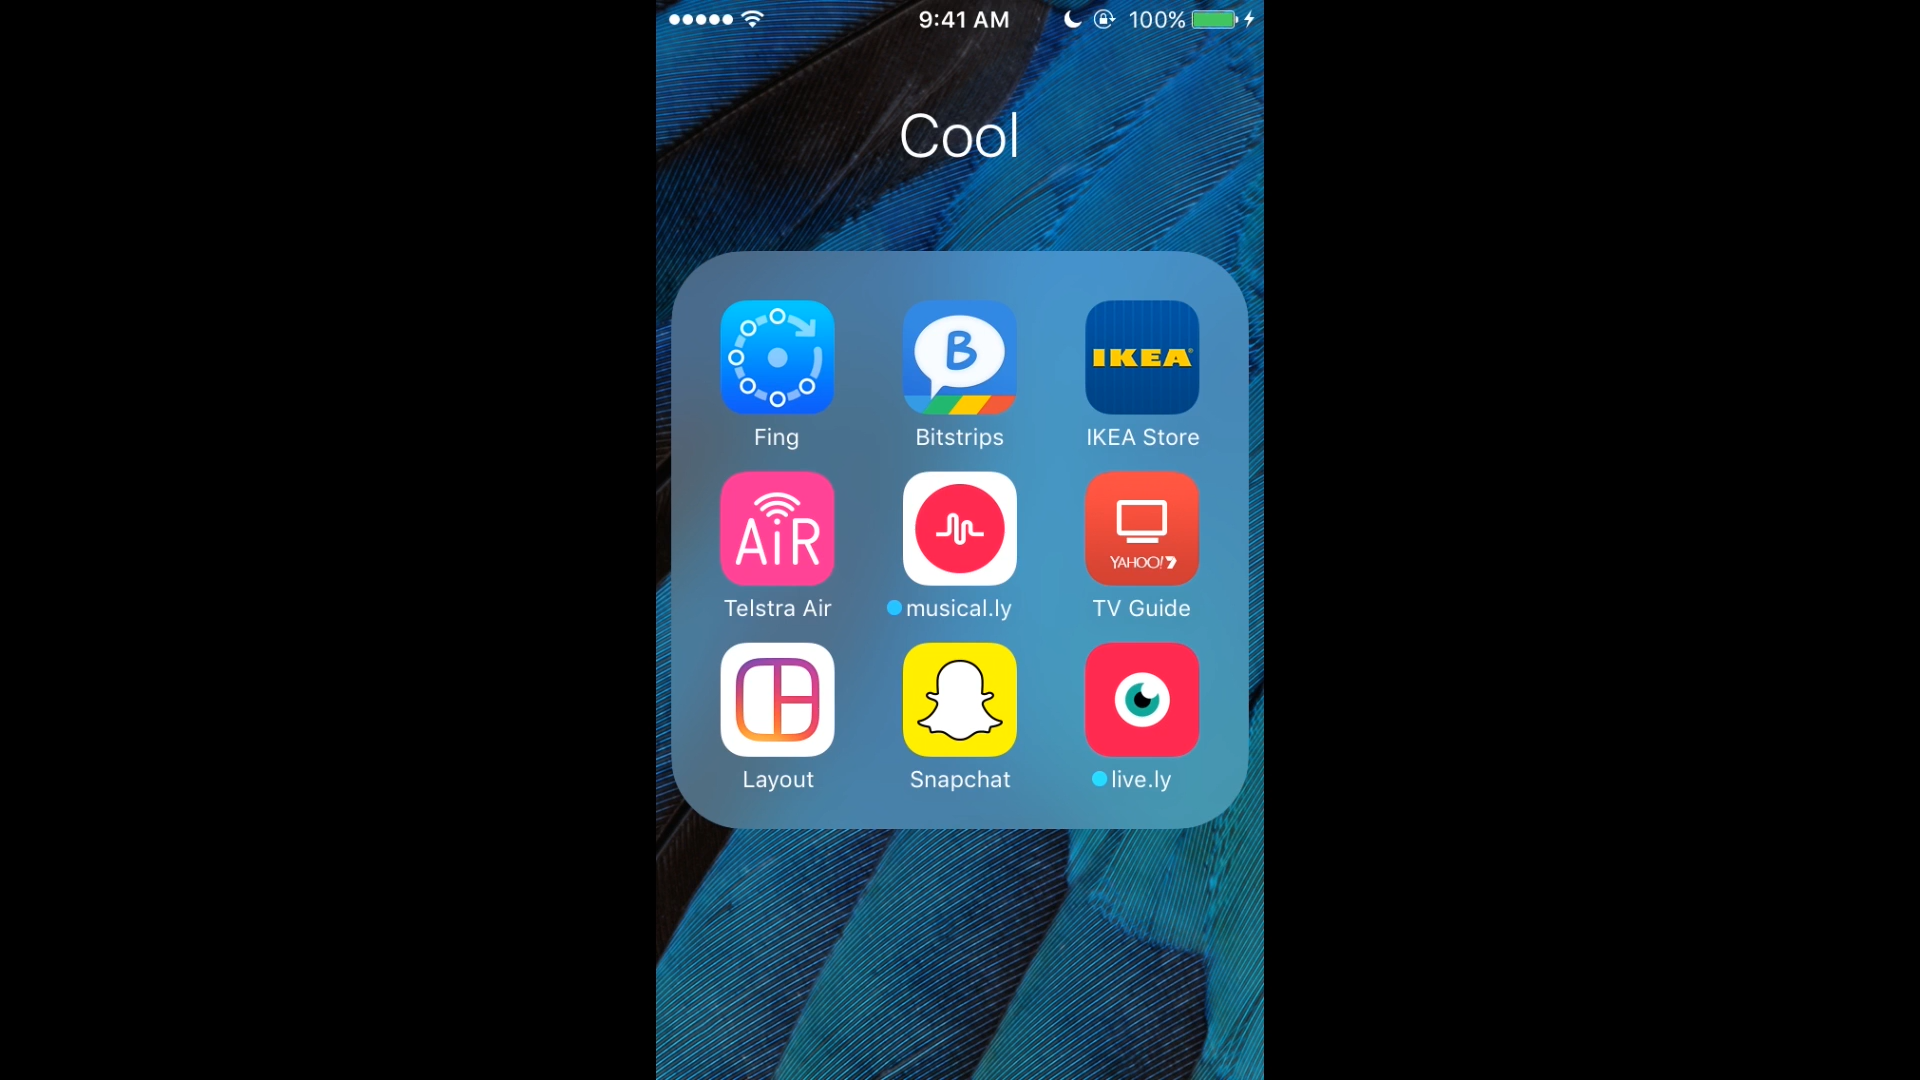 9:41 AM 100%
Cool
B IKEA
Fing Bitstrips IKEA Store
AiR YAHOO!7
Telstra Air musical.ly TV Guide
Layout Snapchat live.ly